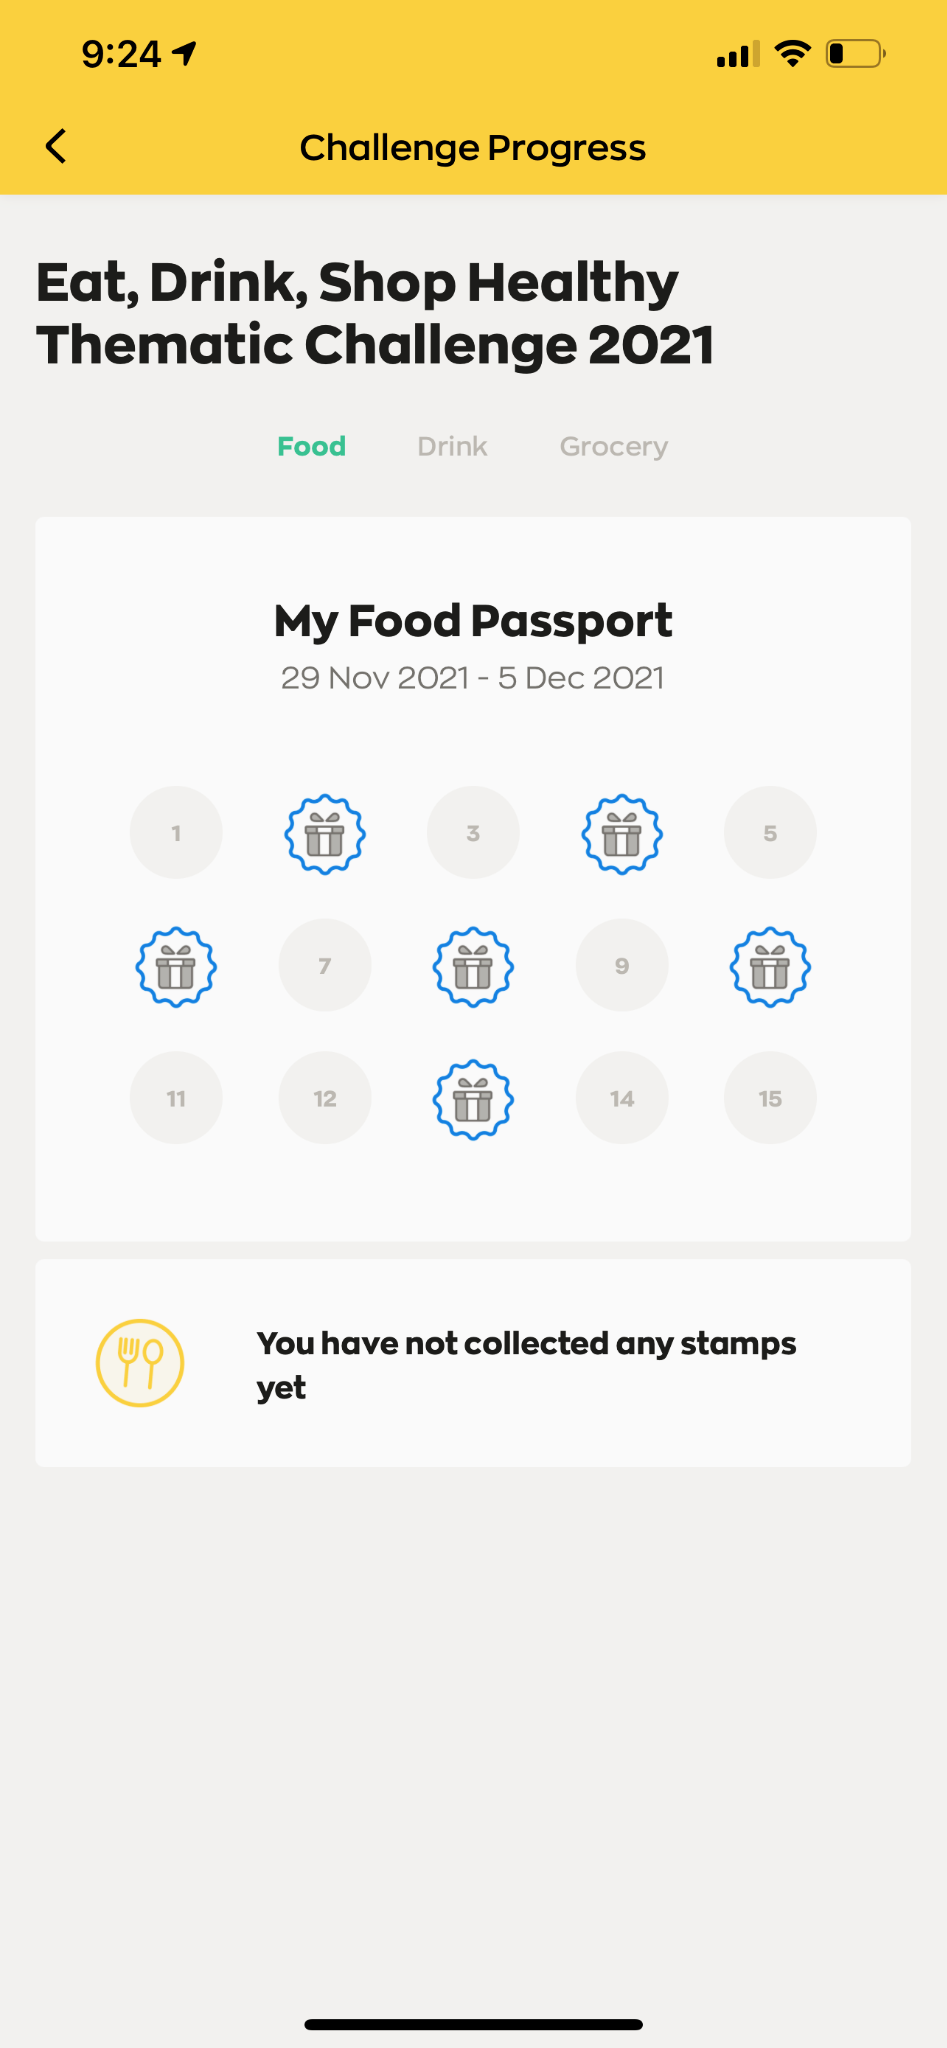 9:24
Challenge Progress
Eat, Drink, Shop Healthy
Thematic Challenge 2021
Food Drink Grocery
My Food Passport
29 Nov 2021 - 5 Dec 2021
1 3 5
7 9
11 12 14 15
You have not collected any stamps
yet